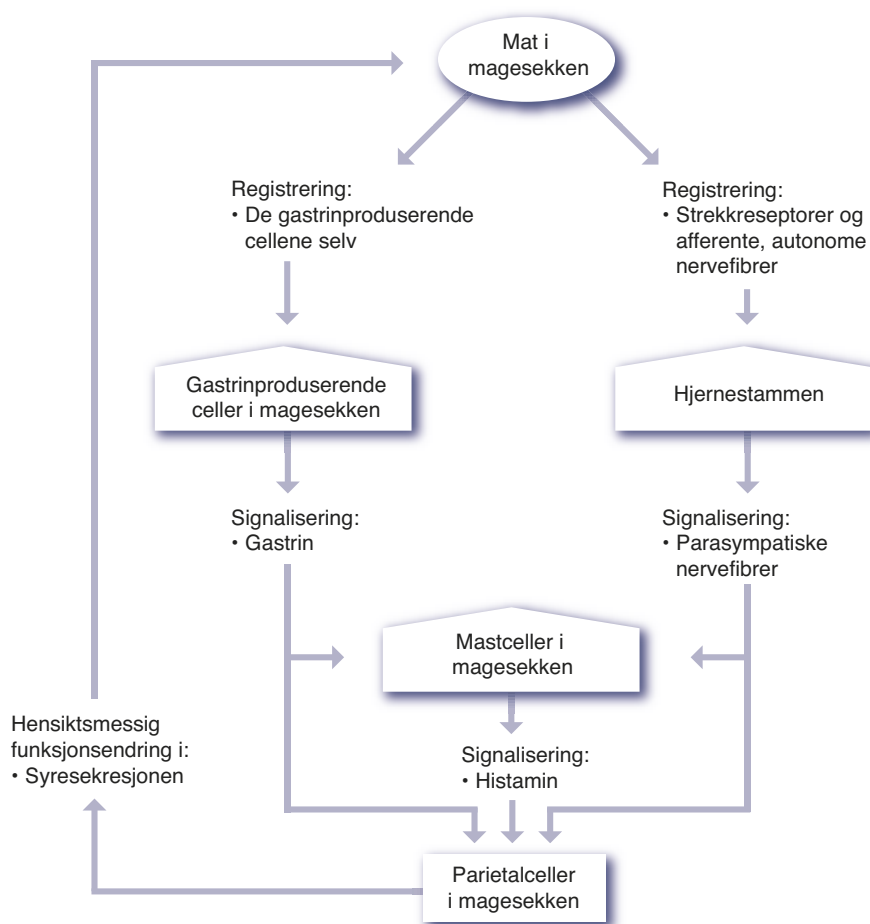 Mat i
magesekken
Registrering:
• De gastrinproduserende
cellene selv
Registrering:
• Strekkreseptorer og
afferente, autonome
nervefibrer
Gastrinproduserende
celler i magesekken
Hjernestammen
Signalisering:
• Gastrin
Signalisering:
• Parasympatiske
nervefibrer
Mastceller i
magesekken
Hensiktsmessig
funksjonsendring i:
• Syresekresjonen
Signalisering:
• Histamin
Parietalceller
i magesekken